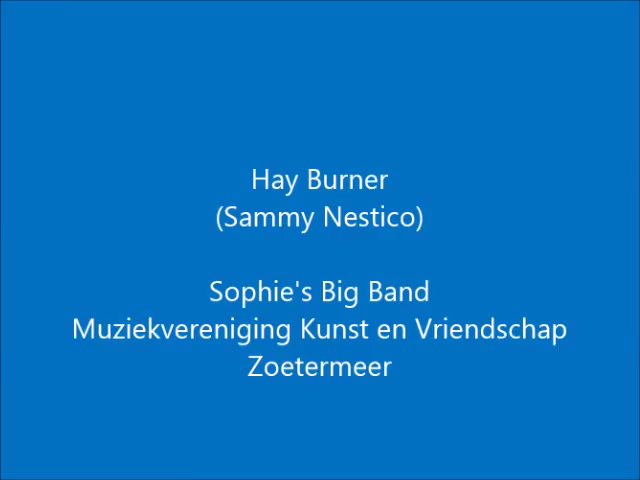 Hay Burner
(Sammy Nestico)
Sophie's Big Band
Muziekvereniging Kunst en Vriendschap
Zoetermeer